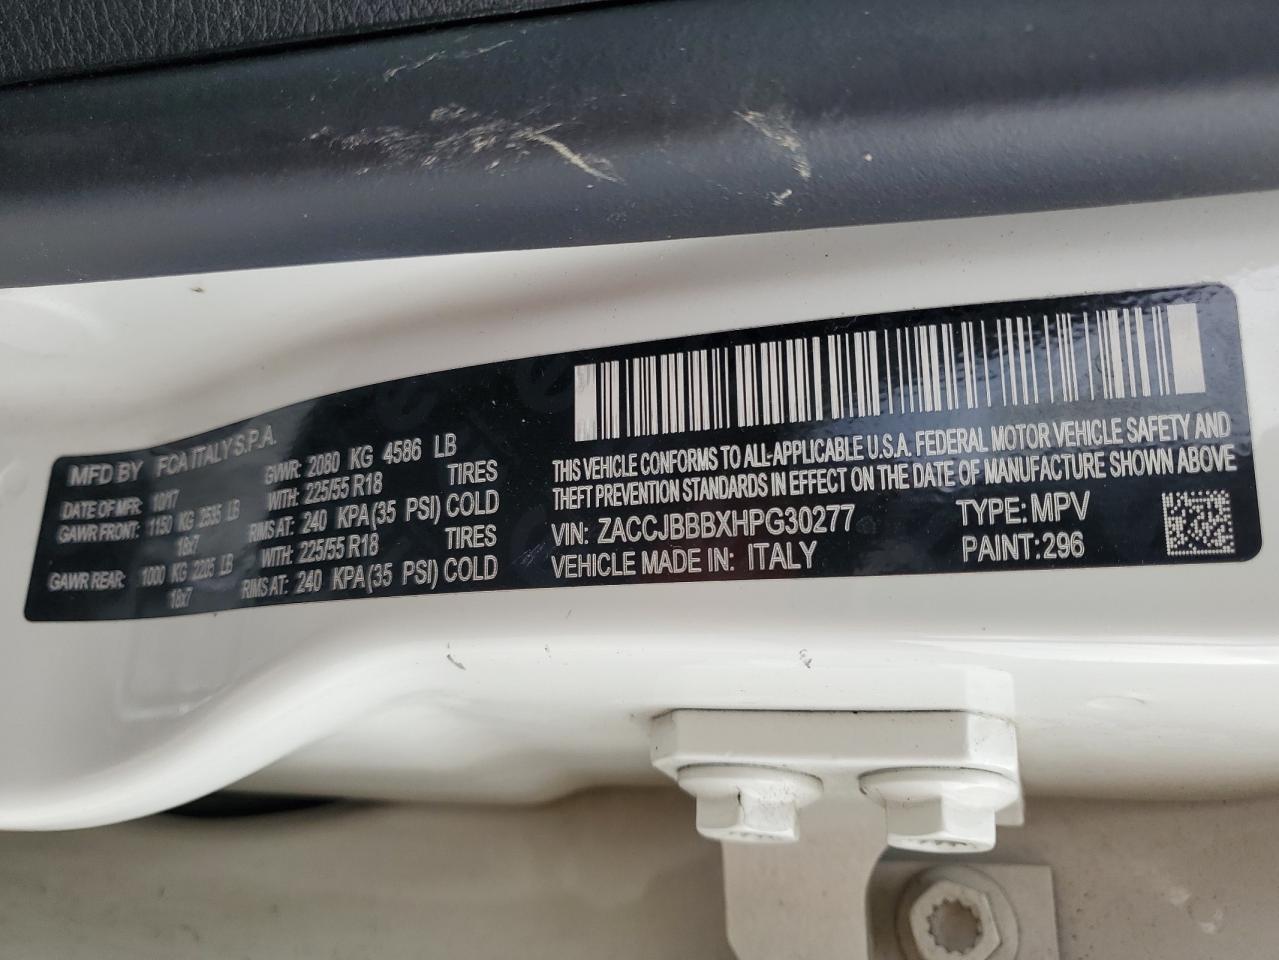 MFD BY FCA ITALY S.P.A.
DATE OF MFR: 10/17 GVWR: 2080 KG 4586 LB
GAWR FRONT: 1150 KG 2535 LB WITH: 225/55 R18 TIRES
18x7 RIMS AT: 240 KPA(35 PSI) COLD
GAWR REAR: 1000 KG 2205 LB WITH: 225/55 R18 TIRES
18x7 RIMS AT: 240 KPA(35 PSI) COLD
THIS VEHICLE CONFORMS TO ALL-APPLICABLE U.S.A. FEDERAL MOTOR VEHICLE SAFETY AND
THEFT PREVENTION STANDARDS IN EFFECT ON THE DATE OF MANUFACTURE SHOWN ABOVE
VIN: ZACCJBBBXHPG30277 TYPE: MPV
VEHICLE MADE IN: ITALY PAINT: 296